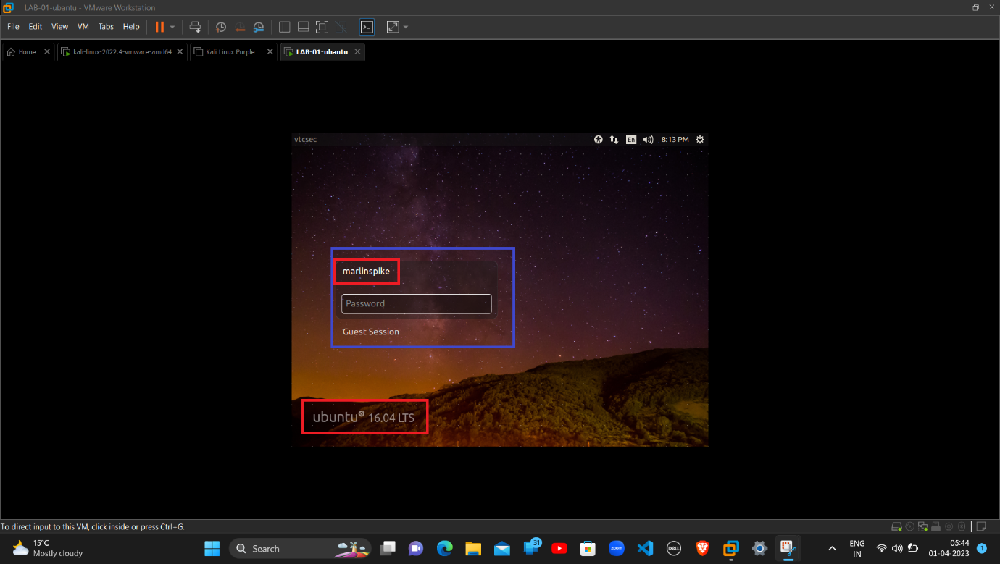 LAB-01-ubantu - VMware Workstation
File Edit View VM Tabs Help
Home kali-linux-2022.4-vmware-amd64 Kali Linux Purple LAB-01-ubantu
vtcsec En 8:13 PM
marlinspike
Password
Guest Session
ubuntu 16.04 LTS
To direct input to this VM, click inside or press Ctrl+G.
15°C
Mostly cloudy
Search
31
zoom
DELL
ENG
IN
05:44
01-04-2023
1